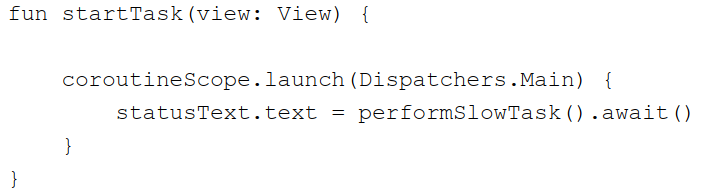 fun startTask(view: View) {
    coroutineScope.launch(Dispatchers.Main) {
        statusText.text = performSlowTask().await()
    }
}